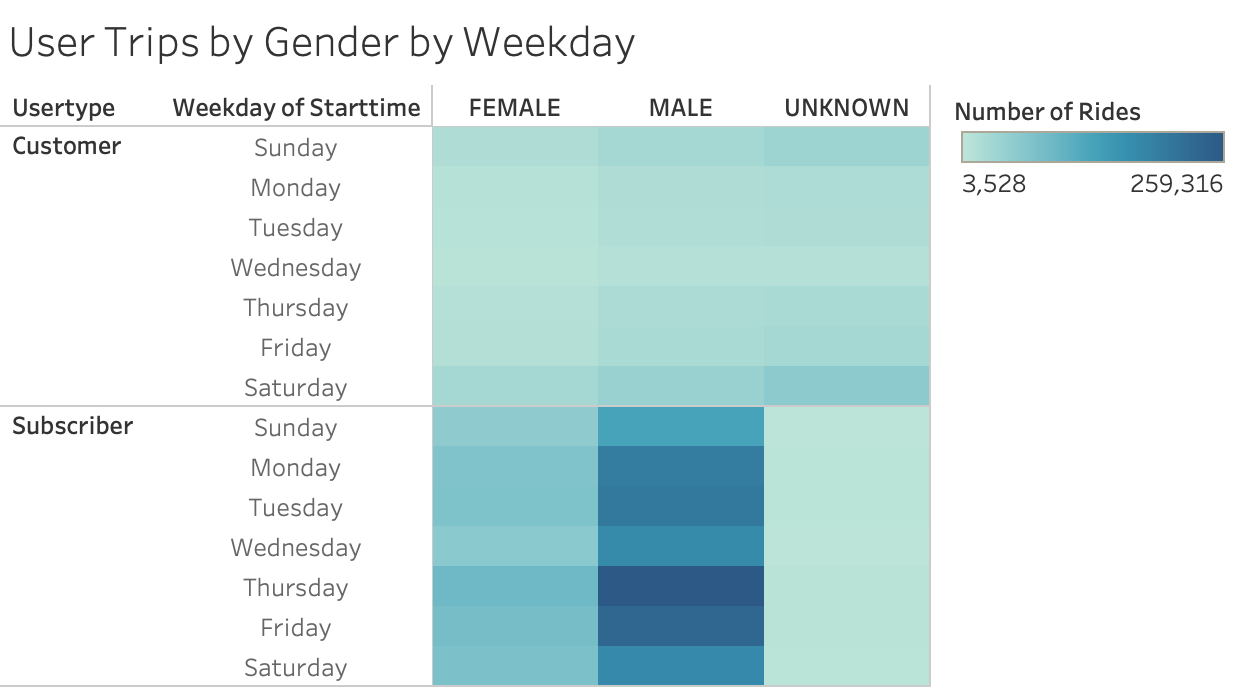 User Trips by Gender by Weekday
Usertype Weekday of Starttime FEMALE MALE UNKNOWN
Number of Rides
3,528 259,316
Customer Sunday
Monday
Tuesday
Wednesday
Thursday
Friday
Saturday
Subscriber Sunday
Monday
Tuesday
Wednesday
Thursday
Friday
Saturday